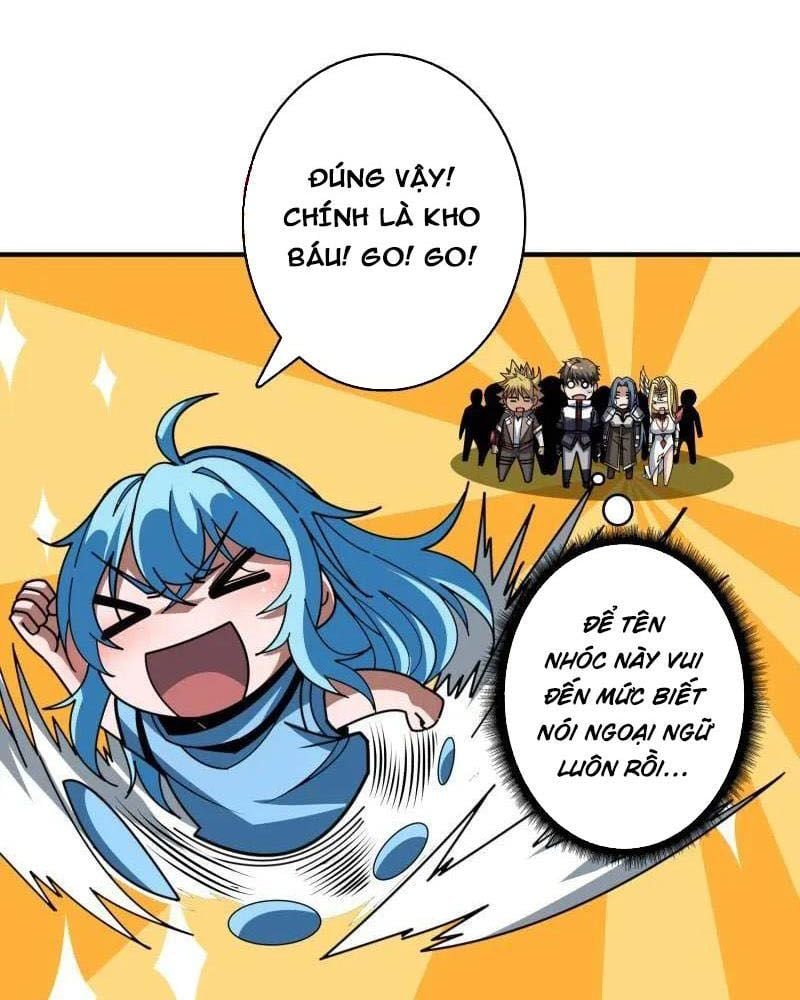 ĐÚNG VẬY!
CHÍNH LÀ KHO
BÁU! GO! GO!
ĐỂ TÊN
NHÓC NÀY VUI
ĐẾN MỨC BIẾT
NÓI NGOẠI NGỮ
LUÔN RỒI...